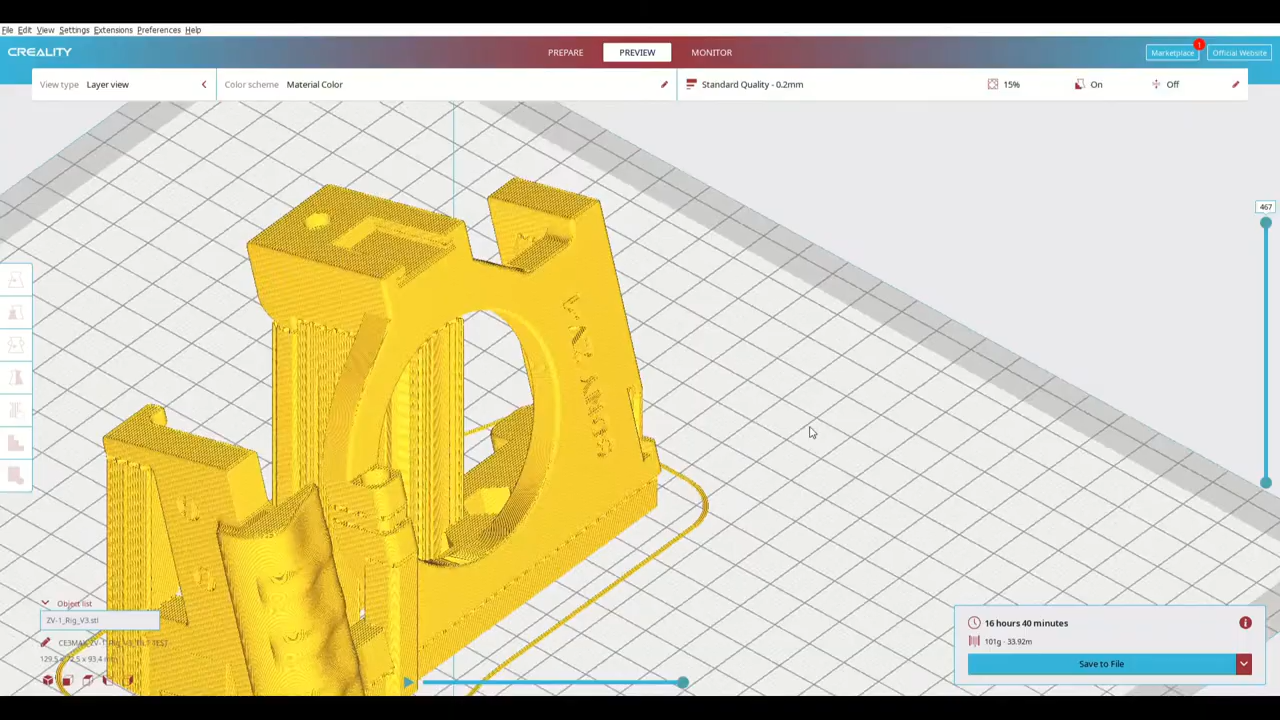 File Edit View Settings Extensions Preferences Help
CREALITY
PREPARE PREVIEW MONITOR
Marketplace 1 Official Website
View type Layer view Color scheme Material Color Standard Quality - 0.2mm 15% On Off
467
Object list
ZV-1_Rig_V3.stl
16 hours 40 minutes
101g · 33.92m
Save to File